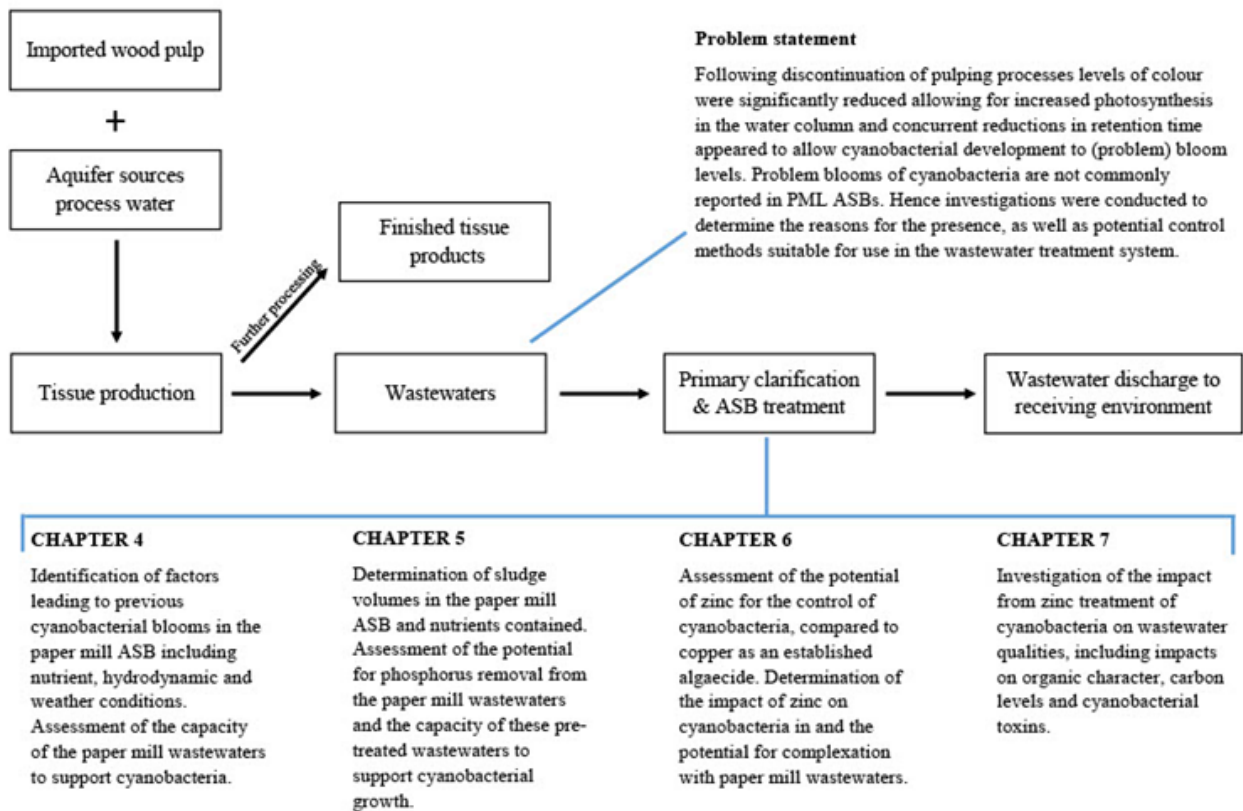 Imported wood pulp
+
Aquifer sources
process water
Problem statement
Following discontinuation of pulping processes levels of colour
were significantly reduced allowing for increased photosynthesis
in the water column and concurrent reductions in retention time
appeared to allow cyanobacterial development to (problem) bloom
levels. Problem blooms of cyanobacteria are not commonly
reported in PML ASBs. Hence investigations were conducted to
determine the reasons for the presence, as well as potential control
methods suitable for use in the wastewater treatment system.
Finished tissue
products
Further processing
Tissue production
Wastewaters
Primary clarification
& ASB treatment
Wastewater discharge to
receiving environment
CHAPTER 4
Identification of factors
leading to previous
cyanobacterial blooms in the
paper mill ASB including
nutrient, hydrodynamic and
weather conditions.
Assessment of the capacity
of the paper mill wastewaters
to support cyanobacteria.
CHAPTER 5
Determination of sludge
volumes in the paper mill
ASB and nutrients contained.
Assessment of the potential
for phosphorus removal from
the paper mill wastewaters
and the capacity of these pre-
treated wastewaters to
support cyanobacterial
growth.
CHAPTER 6
Assessment of the potential
of zinc for the control of
cyanobacteria, compared to
copper as an established
algaecide. Determination of
the impact of zinc on
cyanobacteria in and the
potential for complexation
with paper mill wastewaters.
CHAPTER 7
Investigation of the impact
from zinc treatment of
cyanobacteria on wastewater
qualities, including impacts
on organic character, carbon
levels and cyanobacterial
toxins.